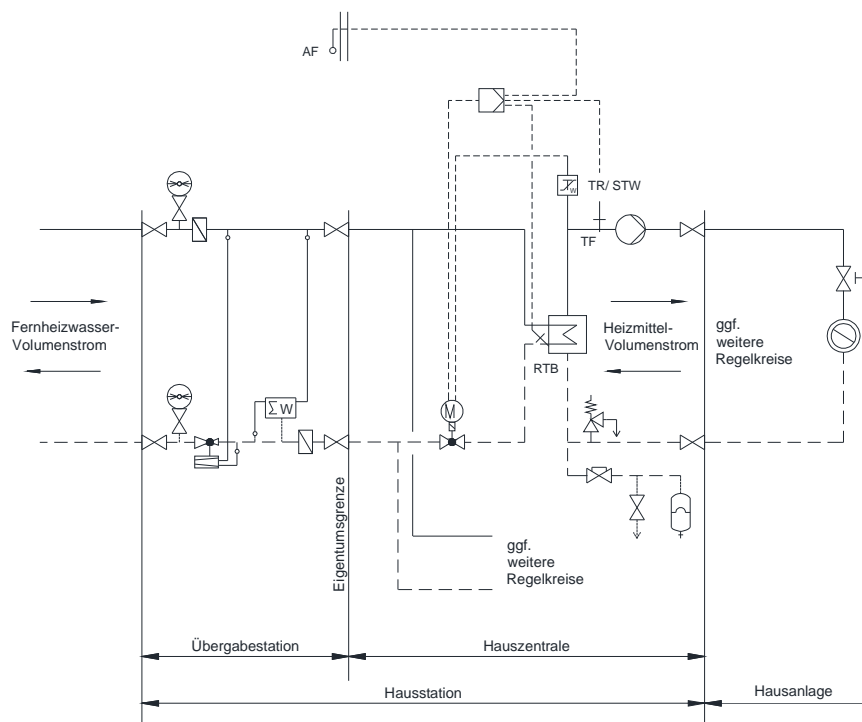 AF
TR/ STW
W
TF
Fernheizwasser-
Volumenstrom
Heizmittel-
Volumenstrom
ggf.
weitere
Regelkreise
RTB
Σ W
M
Eigentumsgrenze
ggf.
weitere
Regelkreise
Übergabestation
Hauszentrale
Hausstation
Hausanlage